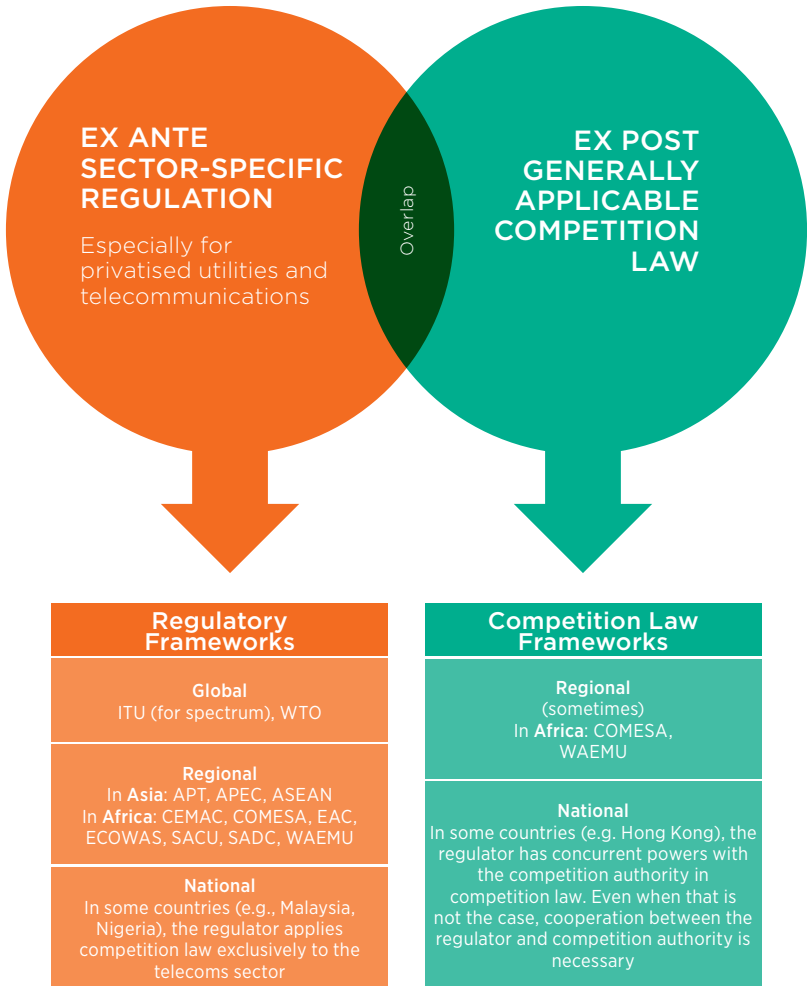 EX ANTE
SECTOR-SPECIFIC
REGULATION
Especially for
privatised utilities and
telecommunications
Overlap
EX POST
GENERALLY
APPLICABLE
COMPETITION
LAW
Regulatory
Frameworks
Global
ITU (for spectrum), WTO
Regional
In Asia: APT, APEC, ASEAN
In Africa: CEMAC, COMESA, EAC,
ECOWAS, SACU, SADC, WAEMU
National
In some countries (e.g., Malaysia,
Nigeria), the regulator applies
competition law exclusively to the
telecoms sector
Competition Law
Frameworks
Regional
(sometimes)
In Africa: COMESA,
WAEMU
National
In some countries (e.g. Hong Kong), the
regulator has concurrent powers with
the competition authority in
competition law. Even when that is
not the case, cooperation between the
regulator and competition authority is
necessary